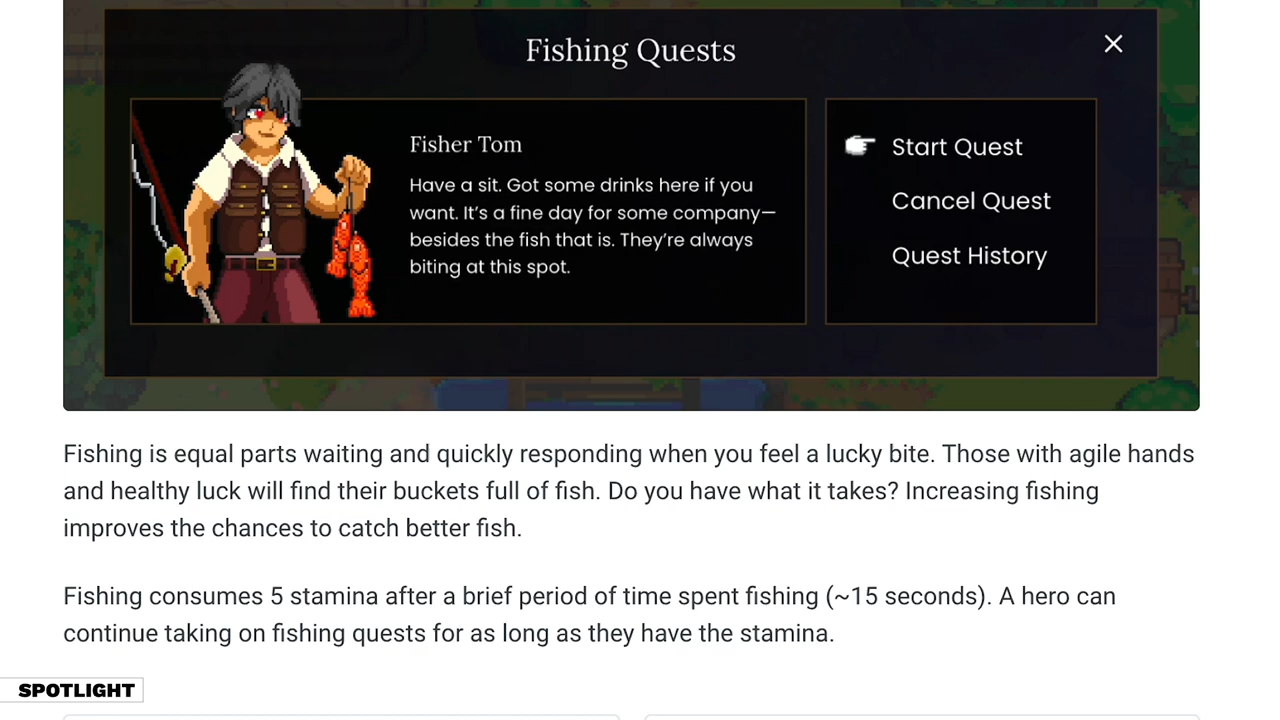 Fishing Quests
Fisher Tom
Have a sit. Got some drinks here if you
want. It’s a fine day for some company—
besides the fish that is. They’re always
biting at this spot.
Start Quest
Cancel Quest
Quest History
Fishing is equal parts waiting and quickly responding when you feel a lucky bite. Those with agile hands
and healthy luck will find their buckets full of fish. Do you have what it takes? Increasing fishing
improves the chances to catch better fish.
Fishing consumes 5 stamina after a brief period of time spent fishing (~15 seconds). A hero can
continue taking on fishing quests for as long as they have the stamina.
SPOTLIGHT